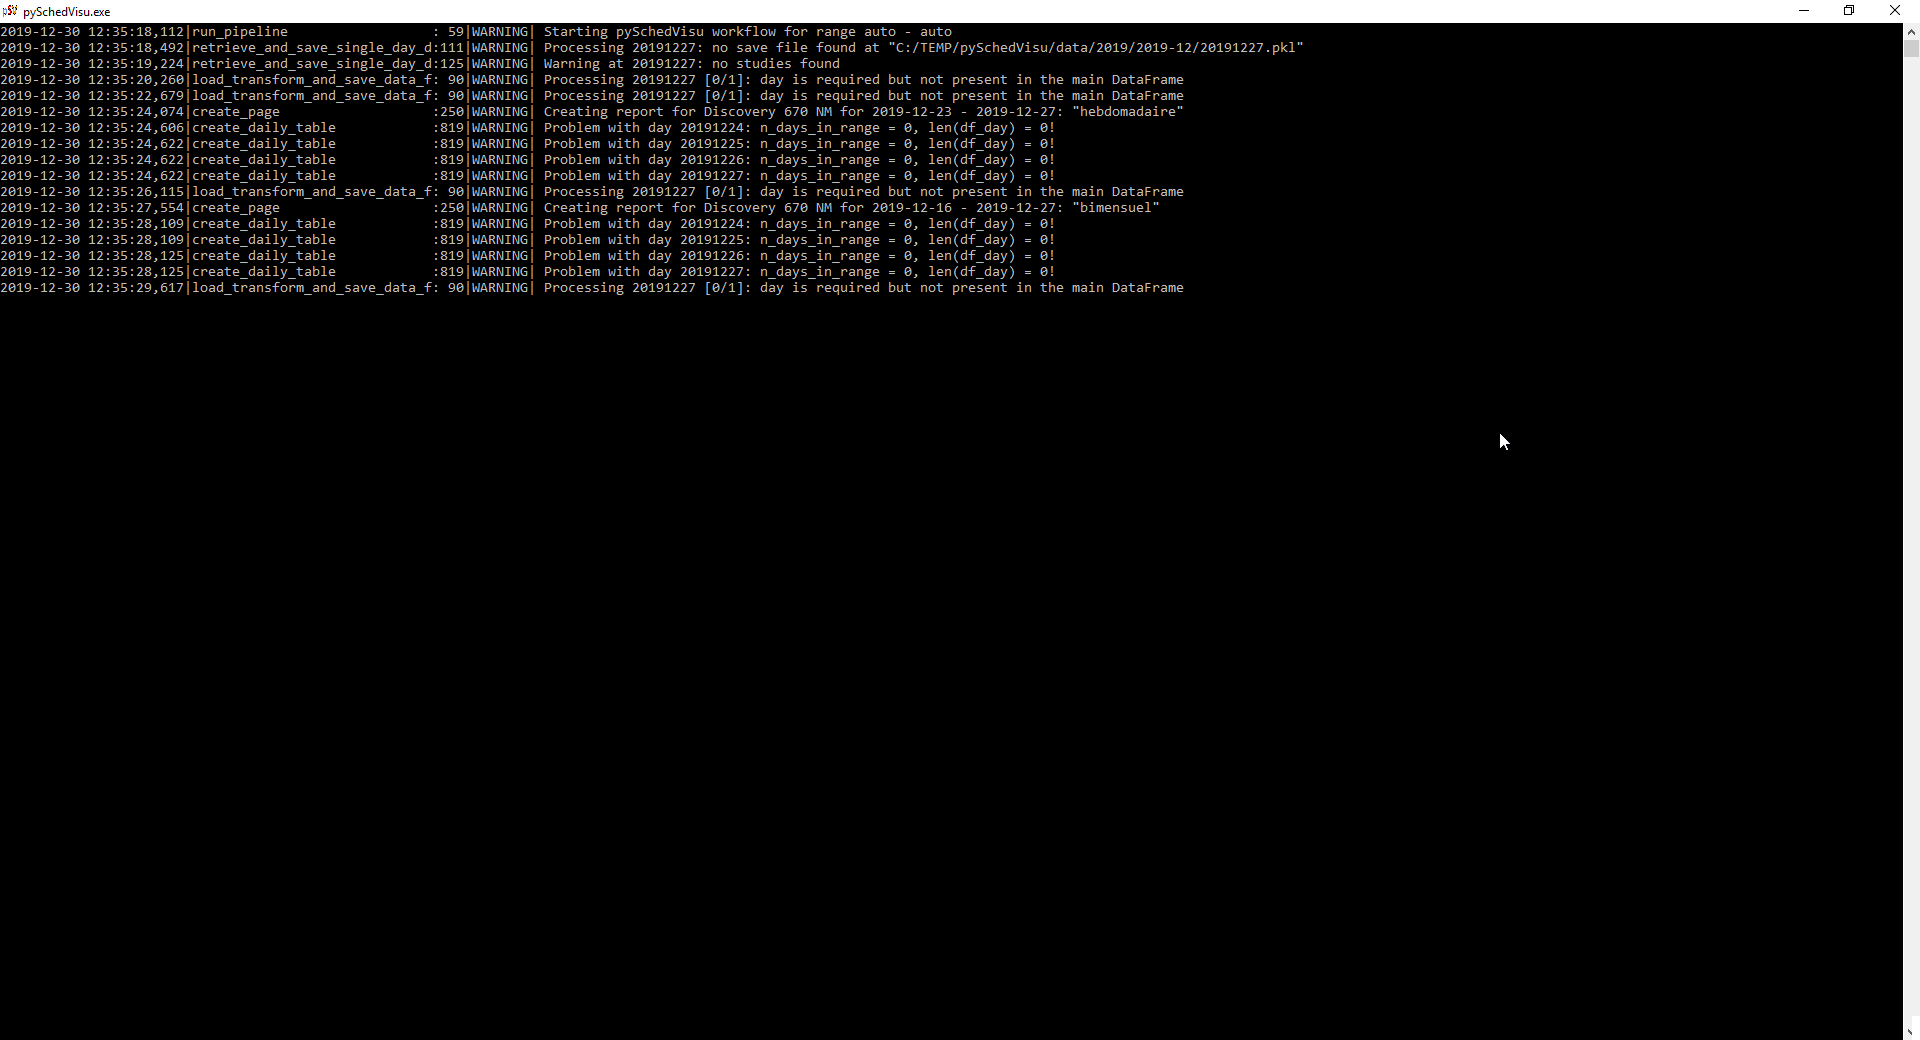 pySchedVisu.exe
2019-12-30 12:35:18,112|run_pipeline                  : 59|WARNING| Starting pySchedVisu workflow for range auto - auto
2019-12-30 12:35:18,492|retrieve_and_save_single_day_d:111|WARNING| Processing 20191227: no save file found at "C:/TEMP/pySchedVisu/data/2019/2019-12/20191227.pkl"
2019-12-30 12:35:19,224|retrieve_and_save_single_day_d:125|WARNING| Warning at 20191227: no studies found
2019-12-30 12:35:20,260|load_transform_and_save_data_f: 90|WARNING| Processing 20191227 [0/1]: day is required but not present in the main DataFrame
2019-12-30 12:35:22,679|load_transform_and_save_data_f: 90|WARNING| Processing 20191227 [0/1]: day is required but not present in the main DataFrame
2019-12-30 12:35:24,074|create_page                   :250|WARNING| Creating report for Discovery 670 NM for 2019-12-23 - 2019-12-27: "hebdomadaire"
2019-12-30 12:35:24,606|create_daily_table            :819|WARNING| Problem with day 20191224: n_days_in_range = 0, len(df_day) = 0!
2019-12-30 12:35:24,622|create_daily_table            :819|WARNING| Problem with day 20191225: n_days_in_range = 0, len(df_day) = 0!
2019-12-30 12:35:24,622|create_daily_table            :819|WARNING| Problem with day 20191226: n_days_in_range = 0, len(df_day) = 0!
2019-12-30 12:35:24,622|create_daily_table            :819|WARNING| Problem with day 20191227: n_days_in_range = 0, len(df_day) = 0!
2019-12-30 12:35:26,115|load_transform_and_save_data_f: 90|WARNING| Processing 20191227 [0/1]: day is required but not present in the main DataFrame
2019-12-30 12:35:27,554|create_page                   :250|WARNING| Creating report for Discovery 670 NM for 2019-12-16 - 2019-12-27: "bimensuel"
2019-12-30 12:35:28,109|create_daily_table            :819|WARNING| Problem with day 20191224: n_days_in_range = 0, len(df_day) = 0!
2019-12-30 12:35:28,109|create_daily_table            :819|WARNING| Problem with day 20191225: n_days_in_range = 0, len(df_day) = 0!
2019-12-30 12:35:28,125|create_daily_table            :819|WARNING| Problem with day 20191226: n_days_in_range = 0, len(df_day) = 0!
2019-12-30 12:35:28,125|create_daily_table            :819|WARNING| Problem with day 20191227: n_days_in_range = 0, len(df_day) = 0!
2019-12-30 12:35:29,617|load_transform_and_save_data_f: 90|WARNING| Processing 20191227 [0/1]: day is required but not present in the main DataFrame